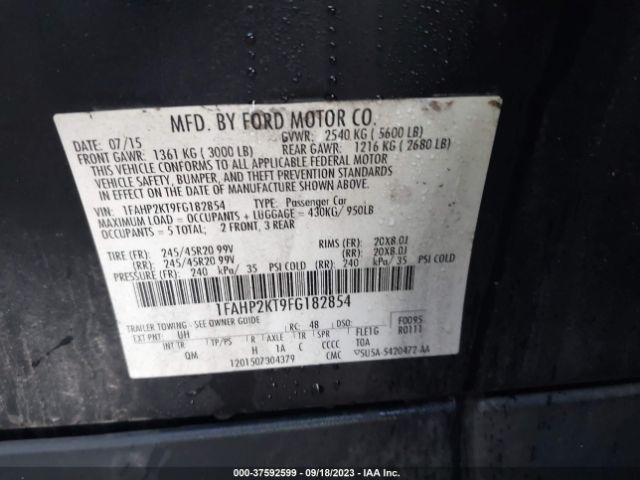 MFD. BY FORD MOTOR CO.
DATE: 07/15 GVWR: 2540 KG ( 5600 LB)
FRONT GAWR: 1361 KG ( 3000 LB) REAR GAWR: 1216 KG ( 2680 LB)
THIS VEHICLE CONFORMS TO ALL APPLICABLE FEDERAL MOTOR
VEHICLE SAFETY, BUMPER, AND THEFT PREVENTION STANDARDS
IN EFFECT ON THE DATE OF MANUFACTURE SHOWN ABOVE.
VIN: 1FAHP2KT9FG182854 TYPE: Passenger Car
MAXIMUM LOAD = OCCUPANTS + LUGGAGE = 430KG/ 950LB
OCCUPANTS = 5 TOTAL; 2 FRONT, 3 REAR
TIRE (FR): 245/45R20 99V RIMS (FR): 20X8.0J
(RR): 245/45R20 99V (RR): 20X8.0J
PRESSURE (FR): 240 kPa/ 35 PSI COLD (RR): 240 kPa/ 35 PSI COLD
1FAHP2KT9FG182854
TRAILER TOWING - SEE OWNER GUIDE
EXT PNT: UH RC: 48 DSO: F0095
R0111
INT TR TP/PS R AXLE TR SPR FLE1G
QM H 1A C CCCC TOA
1201507304379 CMC 5U5A-5420472-AA
000-37592599 - 09/18/2023 - IAA Inc.